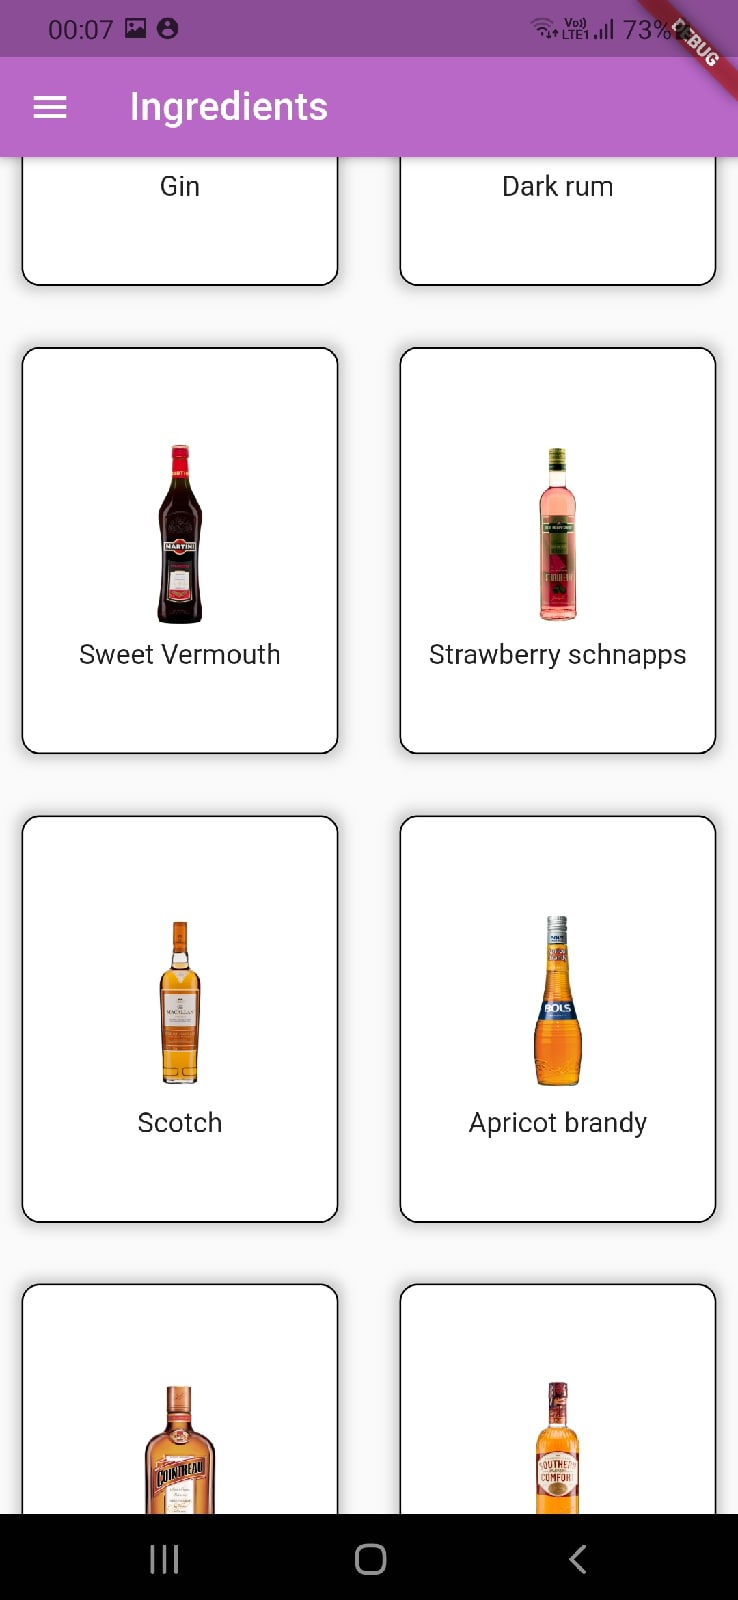 00:07 Vo)) LTE1 73%
DEBUG
Ingredients
Gin
Dark rum
MARTINI
Sweet Vermouth
Strawberry schnapps
MACALLAN
BOLS
Scotch
Apricot brandy
COINTREAU
SOUTHERN
COMFORT